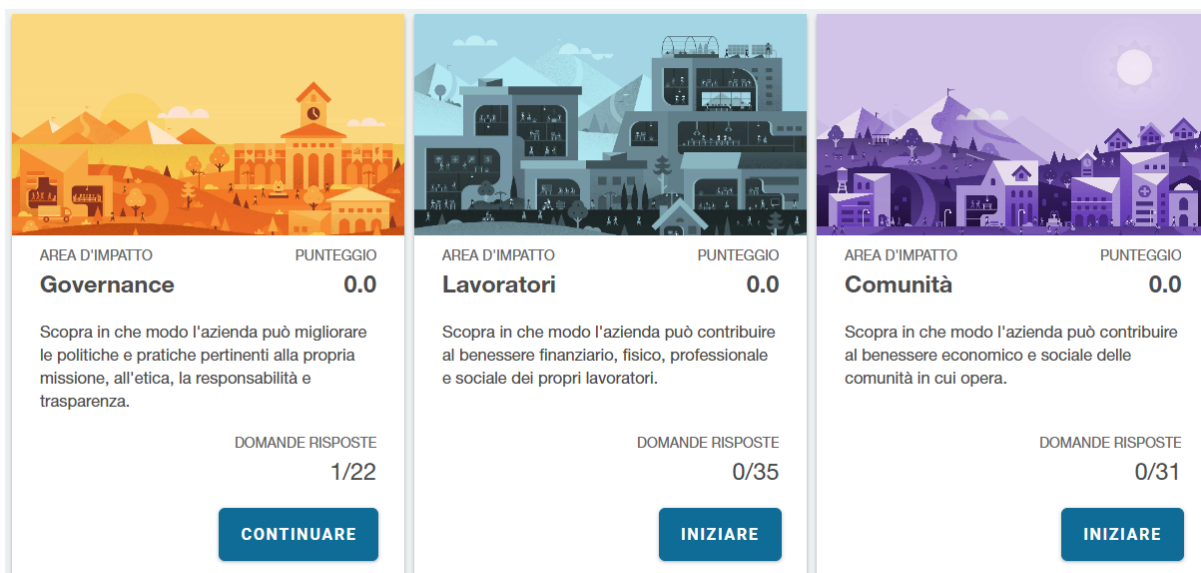 AREA D'IMPATTO PUNTEGGIO
Governance 0.0
Scopra in che modo l'azienda può migliorare
le politiche e pratiche pertinenti alla propria
missione, all'etica, la responsabilità e
trasparenza.
DOMANDE RISPOSTE
1/22
CONTINUARE
AREA D'IMPATTO PUNTEGGIO
Lavoratori 0.0
Scopra in che modo l'azienda può contribuire
al benessere finanziario, fisico, professionale
e sociale dei propri lavoratori.
DOMANDE RISPOSTE
0/35
INIZIARE
AREA D'IMPATTO PUNTEGGIO
Comunità 0.0
Scopra in che modo l'azienda può contribuire
al benessere economico e sociale delle
comunità in cui opera.
DOMANDE RISPOSTE
0/31
INIZIARE